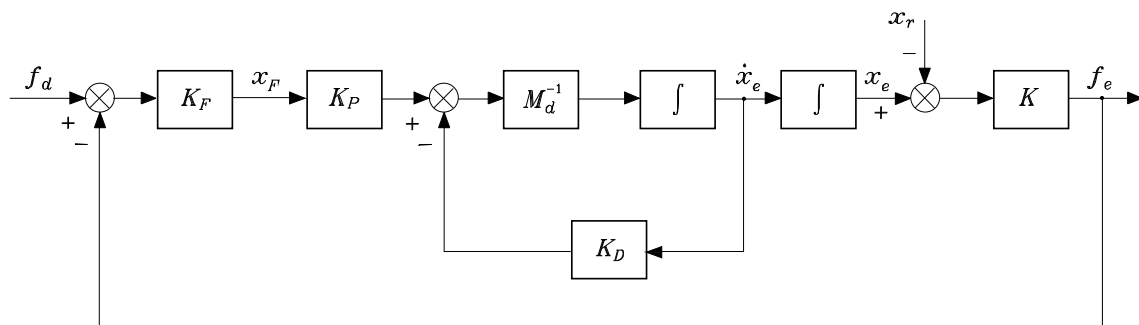 x_r
f_d K_F x_F K_P M_d^{-1} ∫ ẋ_e ∫ x_e K f_e
+ − + − − +
K_D